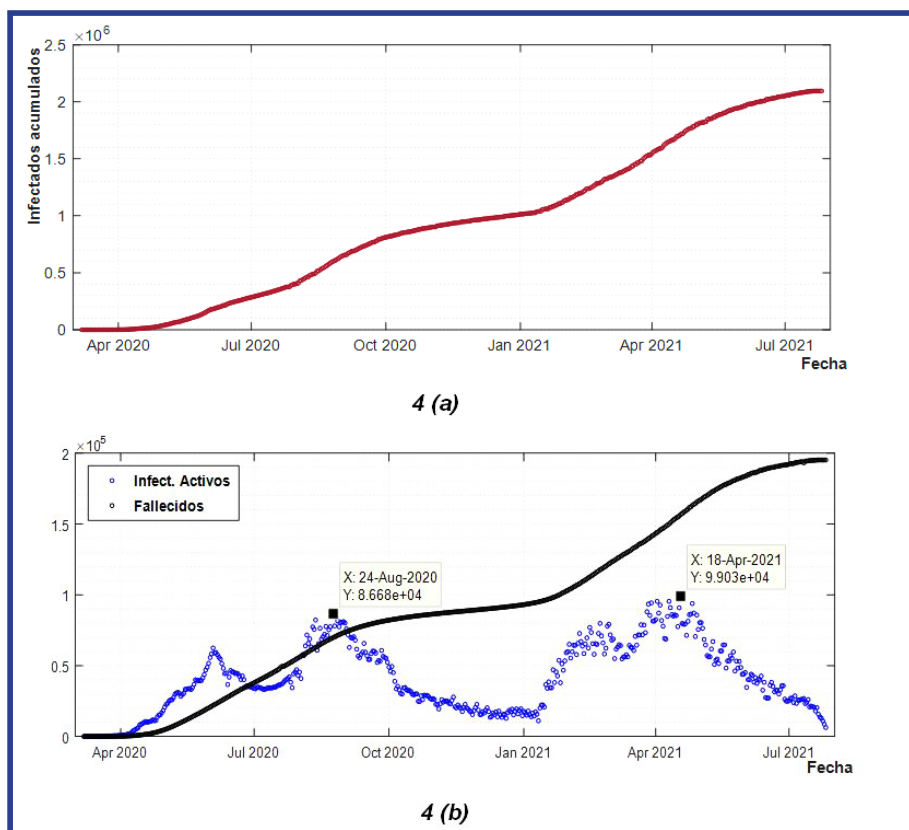 ×10⁶
2.5
2
1.5
1
0.5
0
Infectados acumulados
Apr 2020 Jul 2020 Oct 2020 Jan 2021 Apr 2021 Jul 2021
Fecha
4 (a)
×10⁵
2
1.5
1
0.5
0
Infect. Activos
Fallecidos
X: 24-Aug-2020
Y: 8.668e+04
X: 18-Apr-2021
Y: 9.903e+04
Apr 2020 Jul 2020 Oct 2020 Jan 2021 Apr 2021 Jul 2021
Fecha
4 (b)